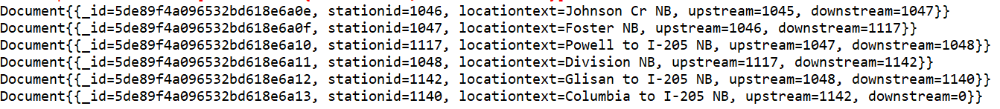 Document{{_id=5de89f4a096532bd618e6a0e, stationid=1046, locationtext=Johnson Cr NB, upstream=1045, downstream=1047}}
Document{{_id=5de89f4a096532bd618e6a0f, stationid=1047, locationtext=Foster NB, upstream=1046, downstream=1117}}
Document{{_id=5de89f4a096532bd618e6a10, stationid=1117, locationtext=Powell to I-205 NB, upstream=1047, downstream=1048}}
Document{{_id=5de89f4a096532bd618e6a11, stationid=1048, locationtext=Division NB, upstream=1117, downstream=1142}}
Document{{_id=5de89f4a096532bd618e6a12, stationid=1142, locationtext=Glisan to I-205 NB, upstream=1048, downstream=1140}}
Document{{_id=5de89f4a096532bd618e6a13, stationid=1140, locationtext=Columbia to I-205 NB, upstream=1142, downstream=0}}